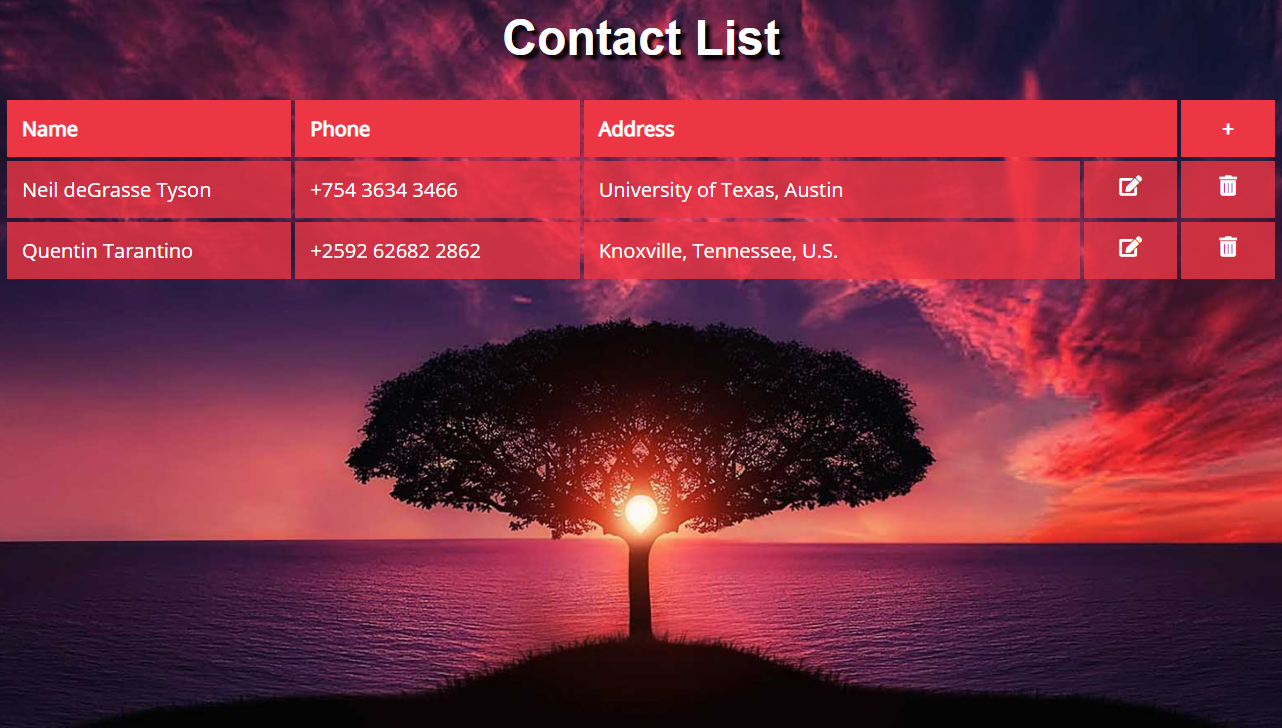 Contact List
Name Phone Address +
Neil deGrasse Tyson +754 3634 3466 University of Texas, Austin
Quentin Tarantino +2592 62682 2862 Knoxville, Tennessee, U.S.